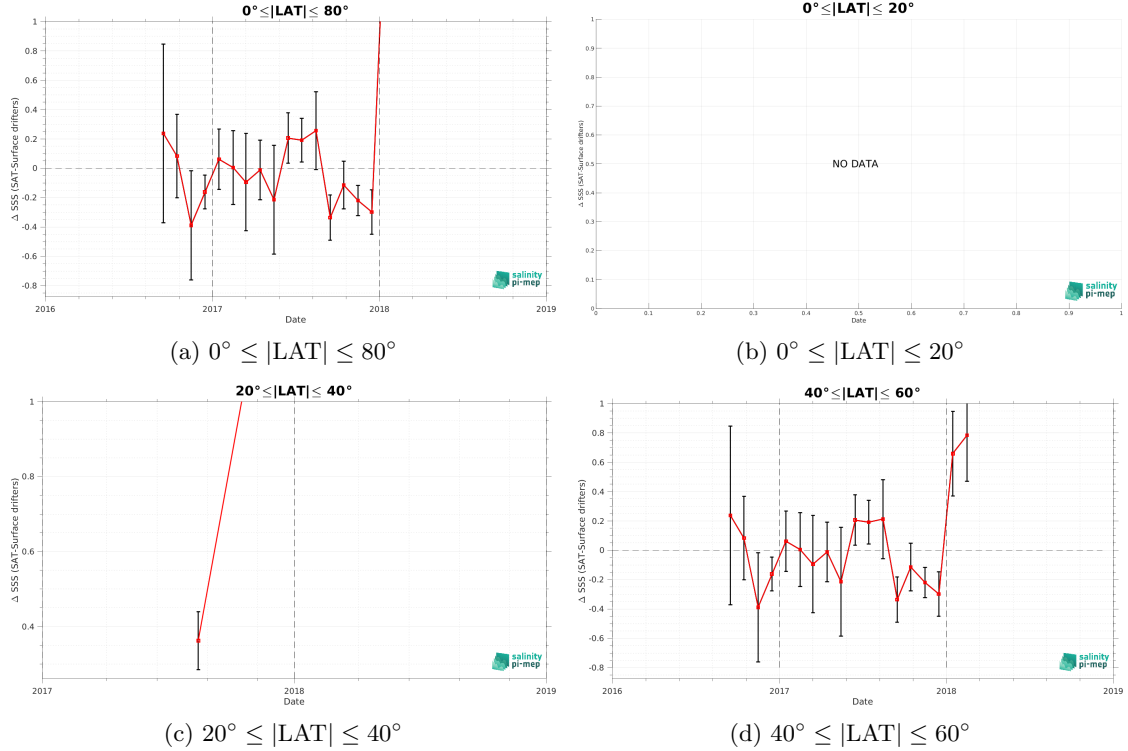 0°≤|LAT|≤ 80°
1
0.8
0.6
0.4
0.2
0
-0.2
-0.4
-0.6
-0.8
Δ SSS (SAT-Surface drifters)
2016
2017
2018
2019
Date
salinity
pi-mep
(a) 0° ≤ |LAT| ≤ 80°
0°≤|LAT|≤ 20°
1
0.9
0.8
0.7
0.6
0.5
0.4
0.3
0.2
0.1
0
Δ SSS (SAT-Surface drifters)
NO DATA
0
0.1
0.2
0.3
0.4
0.5
0.6
0.7
0.8
0.9
1
Date
salinity
pi-mep
(b) 0° ≤ |LAT| ≤ 20°
20°≤|LAT|≤ 40°
1
0.8
0.6
0.4
Δ SSS (SAT-Surface drifters)
2017
2018
2019
Date
salinity
pi-mep
(c) 20° ≤ |LAT| ≤ 40°
40°≤|LAT|≤ 60°
1
0.8
0.6
0.4
0.2
0
-0.2
-0.4
-0.6
-0.8
Δ SSS (SAT-Surface drifters)
2016
2017
2018
2019
Date
salinity
pi-mep
(d) 40° ≤ |LAT| ≤ 60°